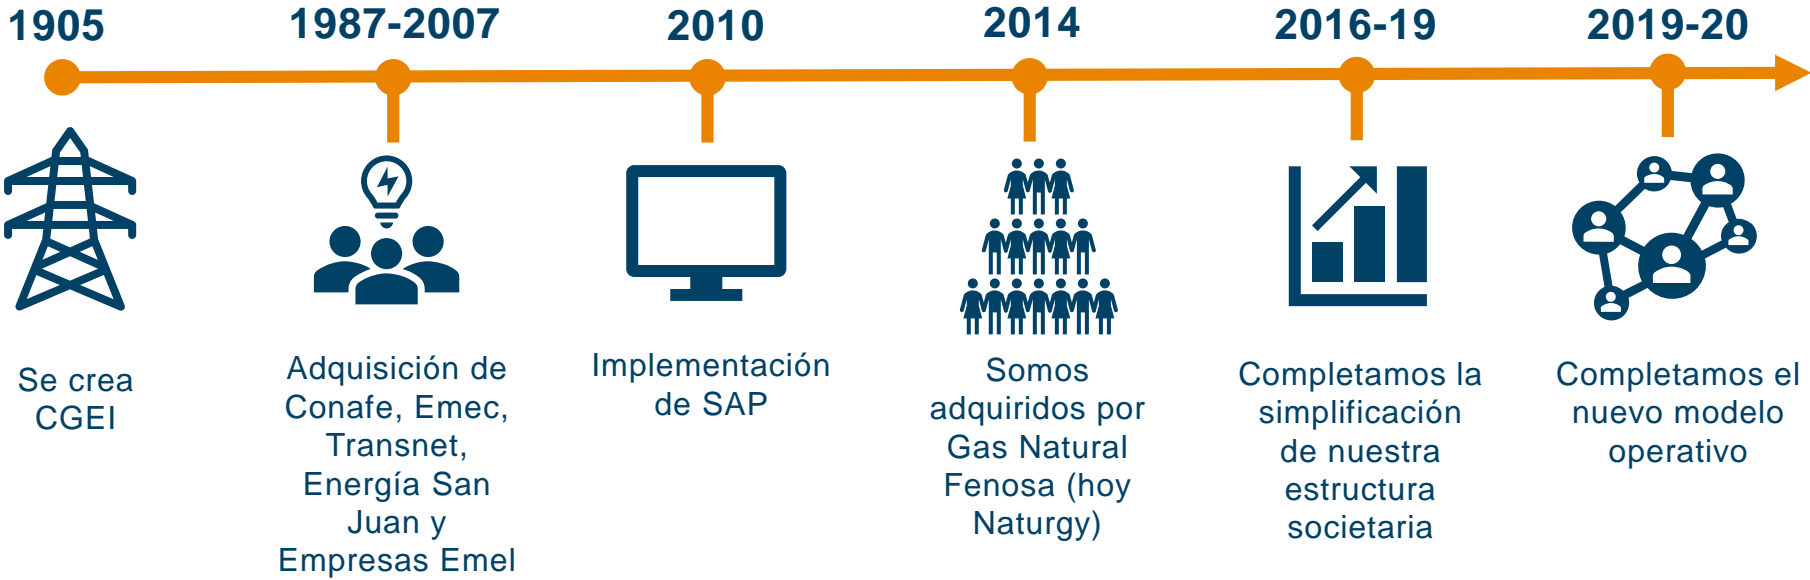 1905
Se crea
CGEI
1987-2007
Adquisición de
Conafe, Emec,
Transnet,
Energía San
Juan y
Empresas Emel
2010
Implementación
de SAP
2014
Somos
adquiridos por
Gas Natural
Fenosa (hoy
Naturgy)
2016-19
Completamos la
simplificación
de nuestra
estructura
societaria
2019-20
Completamos el
nuevo modelo
operativo